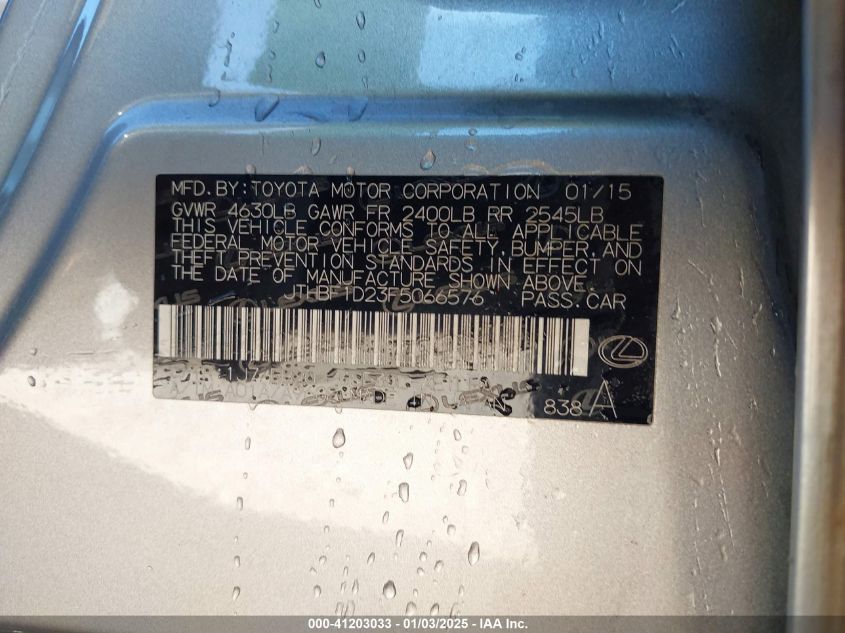 MFD.BY:TOYOTA MOTOR CORPORATION 01/15
GVWR 4630LB GAWR FR 2400LB RR 2545LB
THIS VEHICLE CONFORMS TO ALL APPLICABLE
FEDERAL MOTOR VEHICLE SAFETY, BUMPER, AND
THEFT PREVENTION STANDARDS IN EFFECT ON
THE DATE OF MANUFACTURE SHOWN ABOVE.
JTHBF1D23F5066576 PASS.CAR
838 A
000-41203033 — 01/03/2025 — IAA Inc.